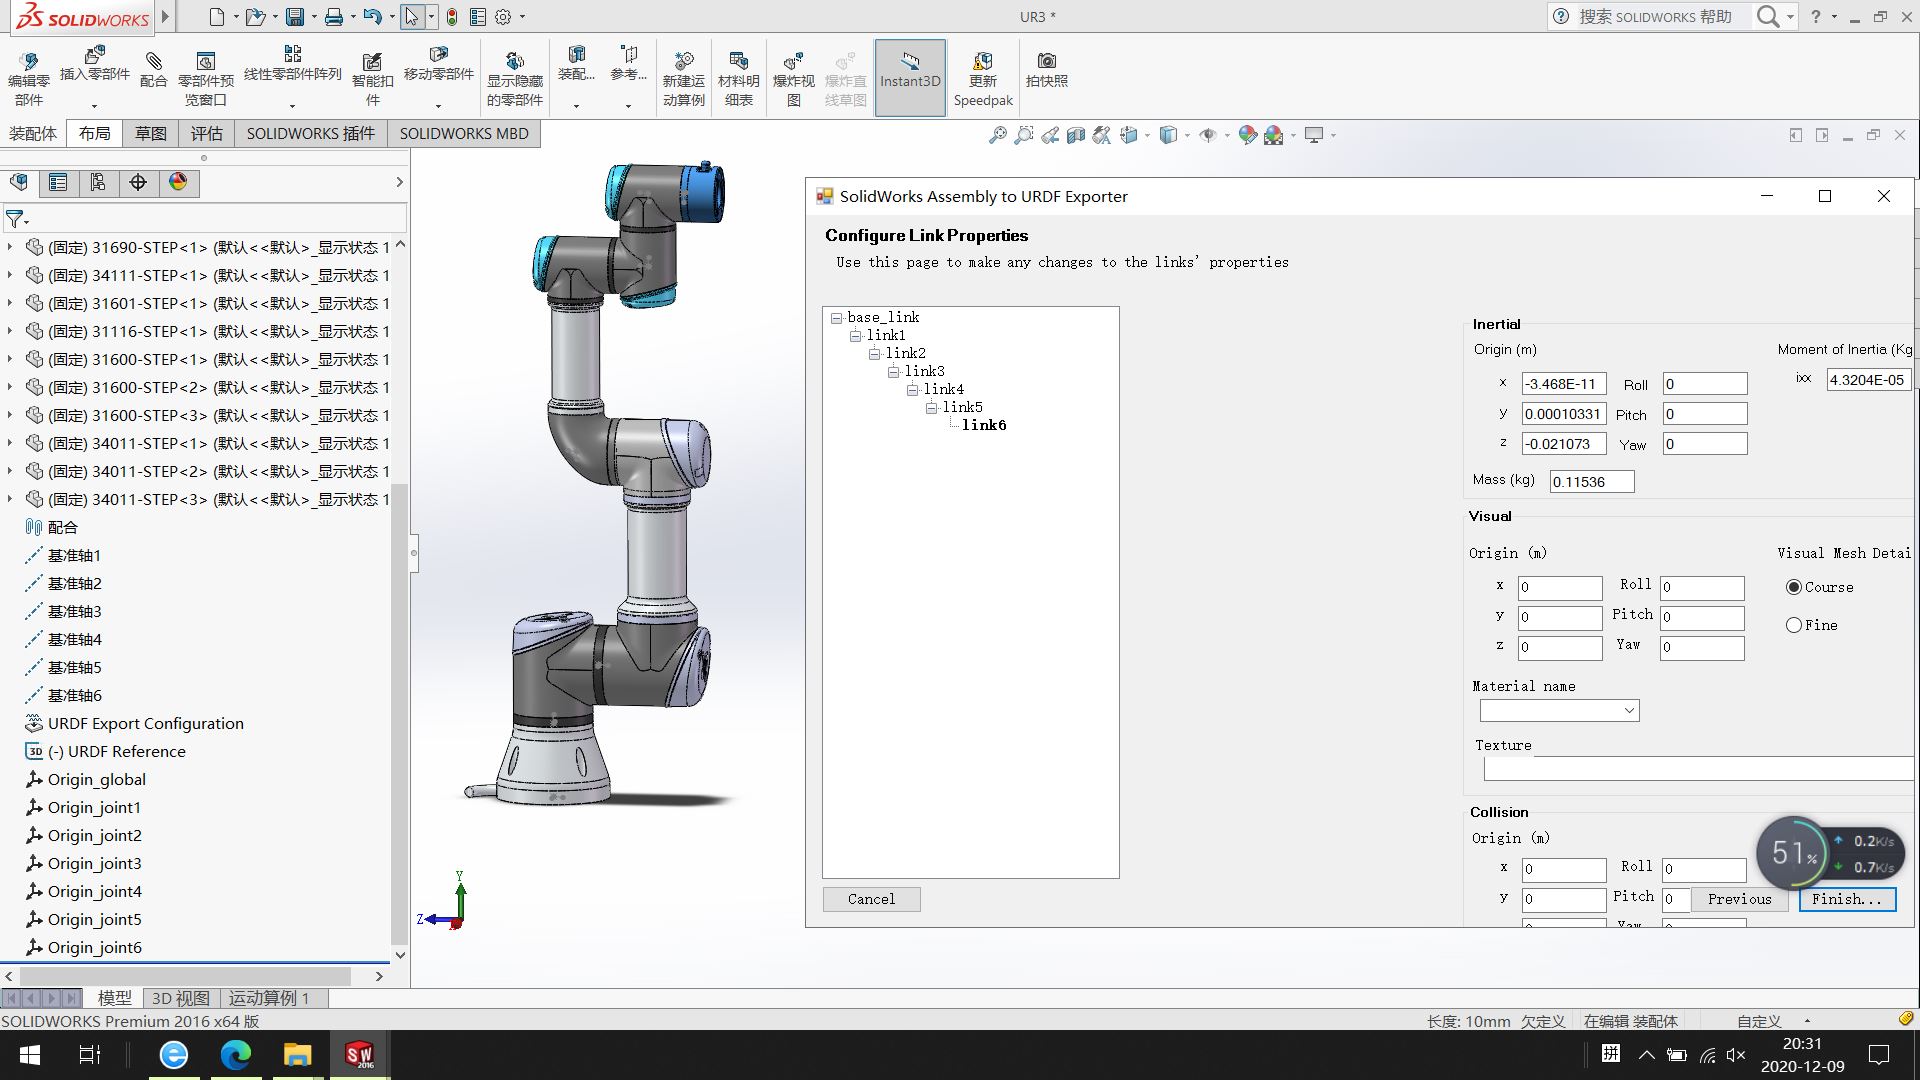 SOLIDWORKS
UR3 *
搜索 SOLIDWORKS 帮助
?
编辑零部件
插入零部件
配合
零部件预览窗口
线性零部件阵列
智能扣件
移动零部件
显示隐藏的零部件
装配...
参考...
新建运动算例
材料明细表
爆炸视图
爆炸直线草图
Instant3D
更新 Speedpak
拍快照
装配体
布局
草图
评估
SOLIDWORKS 插件
SOLIDWORKS MBD
(固定) 31690-STEP<1> (默认<<默认>_显示状态 1
(固定) 34111-STEP<1> (默认<<默认>_显示状态 1
(固定) 31601-STEP<1> (默认<<默认>_显示状态 1
(固定) 31116-STEP<1> (默认<<默认>_显示状态 1
(固定) 31600-STEP<1> (默认<<默认>_显示状态 1
(固定) 31600-STEP<2> (默认<<默认>_显示状态 1
(固定) 31600-STEP<3> (默认<<默认>_显示状态 1
(固定) 34011-STEP<1> (默认<<默认>_显示状态 1
(固定) 34011-STEP<2> (默认<<默认>_显示状态 1
(固定) 34011-STEP<3> (默认<<默认>_显示状态 1
配合
基准轴1
基准轴2
基准轴3
基准轴4
基准轴5
基准轴6
URDF Export Configuration
3D (-) URDF Reference
Origin_global
Origin_joint1
Origin_joint2
Origin_joint3
Origin_joint4
Origin_joint5
Origin_joint6
Y
Z
SolidWorks Assembly to URDF Exporter
Configure Link Properties
Use this page to make any changes to the links' properties
base_link
link1
link2
link3
link4
link5
link6
Cancel
Inertial
Origin (m)
Moment of Inertia (Kg
x -3.468E-11 Roll 0
ixx 4.3204E-05
y 0.00010331 Pitch 0
z -0.021073 Yaw 0
Mass (kg) 0.11536
Visual
Origin (m)
Visual Mesh Detai
x 0 Roll 0
Course
y 0 Pitch 0
Fine
z 0 Yaw 0
Material name
Texture
Collision
Origin (m)
x 0 Roll 0
y 0 Pitch 0
Yaw
51%
0.2K/s
0.7K/s
Previous
Finish...
模型
3D 视图
运动算例 1
SOLIDWORKS Premium 2016 x64 版
长度: 10mm 欠定义 在编辑 装配体 自定义
SW 2016
拼
20:31
2020-12-09